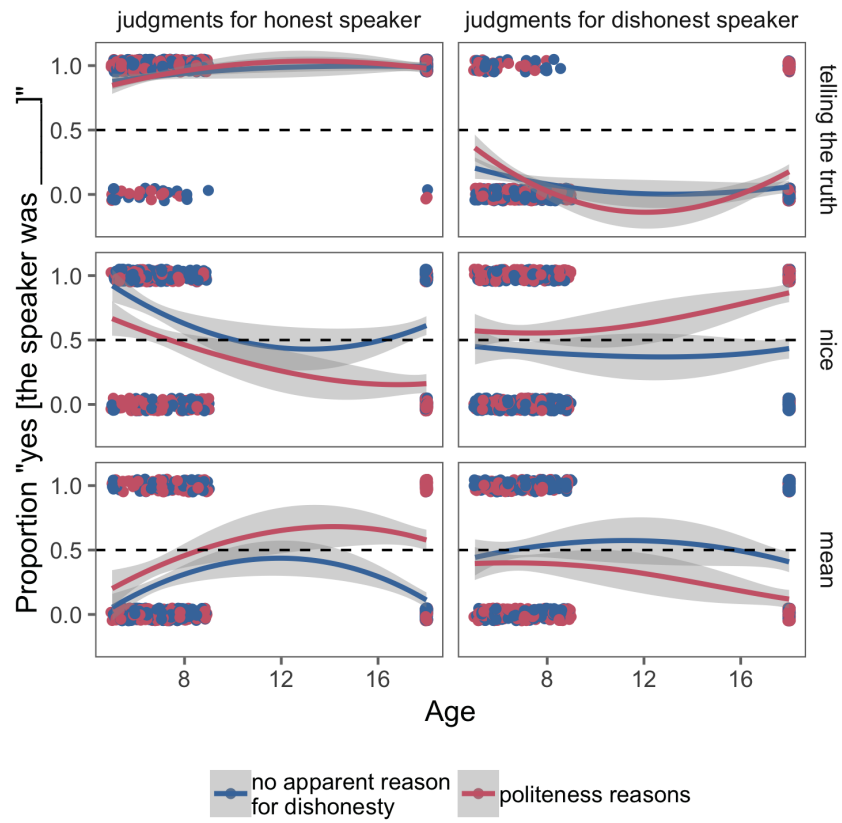 judgments for honest speaker
judgments for dishonest speaker
Proportion "yes [the speaker was _____]"
1.0
0.5
0.0
telling the truth
1.0
0.5
0.0
nice
1.0
0.5
0.0
mean
8
12
16
8
12
16
Age
no apparent reason
for dishonesty
politeness reasons